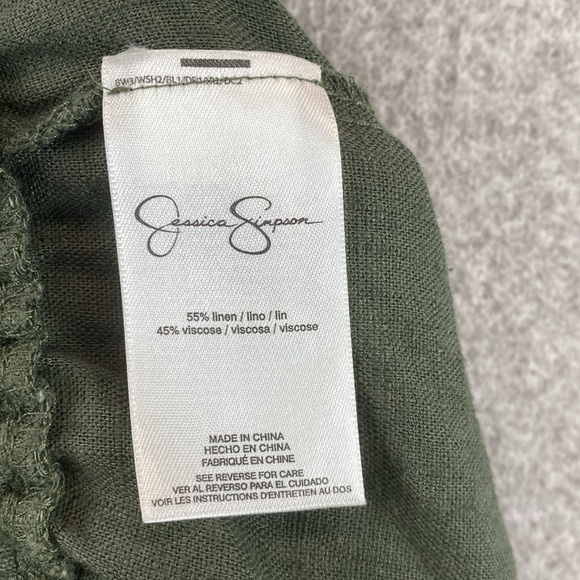 Jessica Simpson
55% linen / lino / lin
45% viscose / viscosa / viscose
MADE IN CHINA
HECHO EN CHINA
FABRIQUÉ EN CHINE
SEE REVERSE FOR CARE
VER AL REVERSO PARA EL CUIDADO
VOIR LES INSTRUCTIONS D'ENTRETIEN AU DOS